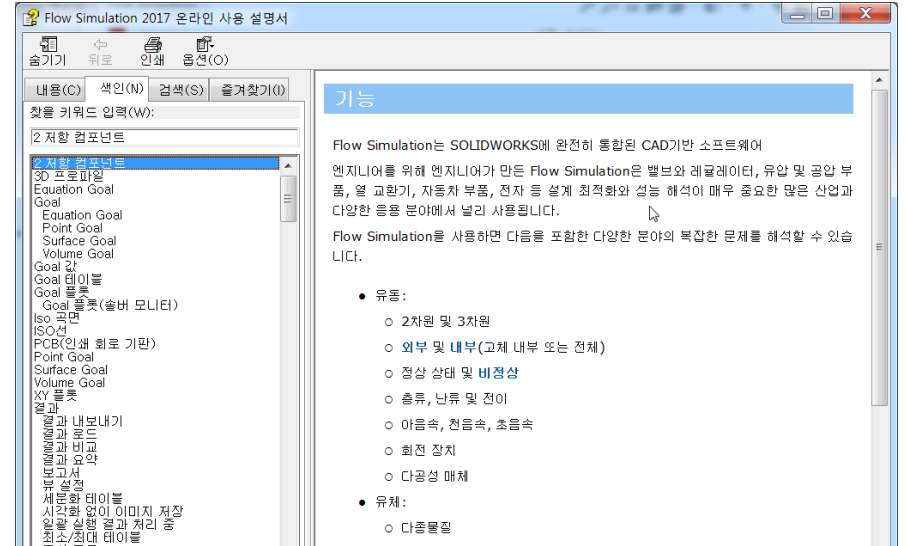 Flow Simulation 2017 온라인 사용 설명서
숨기기 뒤로 인쇄 옵션(O)
내용(C) 색인(N) 검색(S) 즐겨찾기(I)
찾을 키워드 입력(W):
2 저항 컴포넌트
2 저항 컴포넌트
3D 프로파일
Equation Goal
Goal
Equation Goal
Point Goal
Surface Goal
Volume Goal
Goal 값
Goal 테이블
Goal 플롯
Goal 플롯(솔버 모니터)
Iso 곡면
ISO선
PCB(인쇄 회로 기판)
Point Goal
Surface Goal
Volume Goal
XY 플롯
결과
결과 내보내기
결과 로드
결과 비교
결과 요약
보고서
뷰 설정
세분화 테이블
시각화 없이 이미지 저장
일괄 실행 결과 처리 중
최소/최대 테이블
기능
Flow Simulation는 SOLIDWORKS에 완전히 통합된 CAD기반 소프트웨어
엔지니어를 위해 엔지니어가 만든 Flow Simulation은 밸브와 레귤레이터, 유압 및 공압 부
품, 열 교환기, 자동차 부품, 전자 등 설계 최적화와 성능 해석이 매우 중요한 많은 산업과
다양한 응용 분야에서 널리 사용됩니다.
Flow Simulation을 사용하면 다음을 포함한 다양한 분야의 복잡한 문제를 해석할 수 있습
니다.
● 유동:
○ 2차원 및 3차원
○ 외부 및 내부(고체 내부 또는 전체)
○ 정상 상태 및 비정상
○ 층류, 난류 및 전이
○ 아음속, 천음속, 초음속
○ 회전 장치
○ 다공성 매체
● 유체:
○ 다종물질